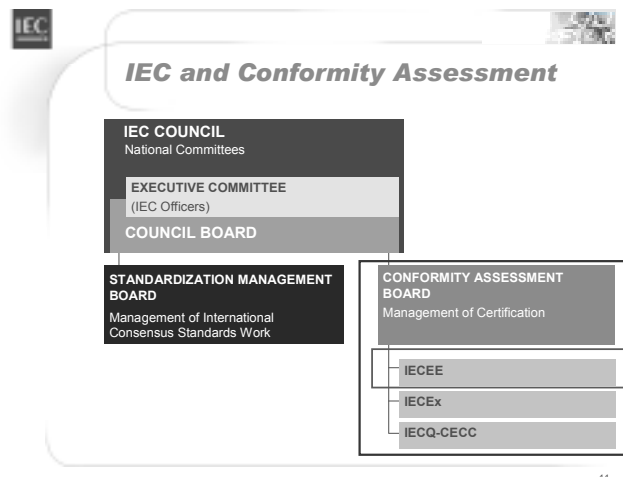 IEC
IEC and Conformity Assessment
IEC COUNCIL
National Committees
EXECUTIVE COMMITTEE
(IEC Officers)
COUNCIL BOARD
STANDARDIZATION MANAGEMENT
BOARD
Management of International
Consensus Standards Work
CONFORMITY ASSESSMENT
BOARD
Management of Certification
IECEE
IECEx
IECQ-CECC